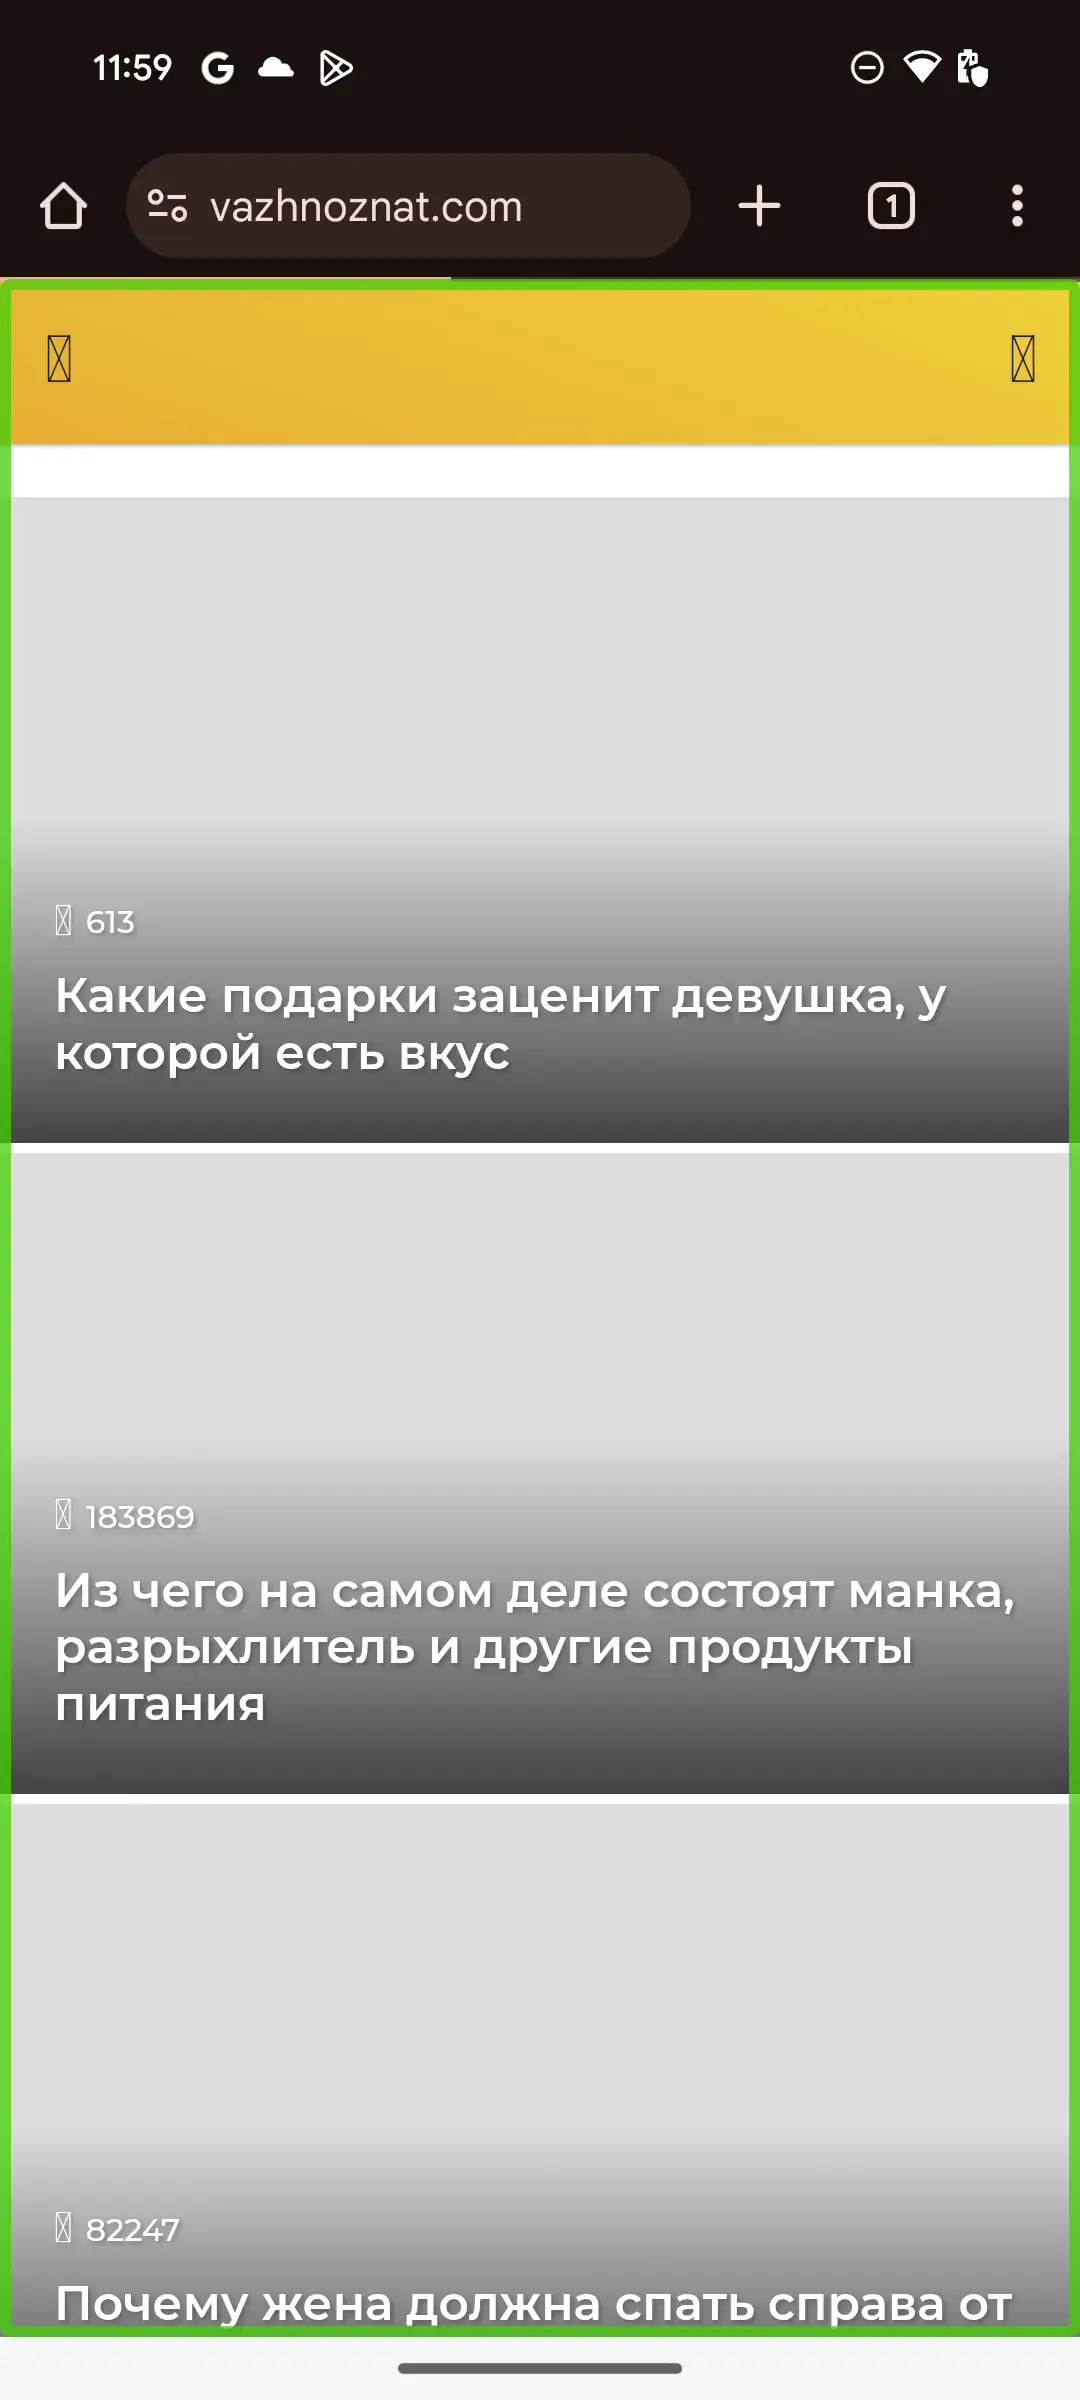 11:59
vazhnoznat.com
1
613
Какие подарки заценит девушка, у
которой есть вкус
183869
Из чего на самом деле состоят манка,
разрыхлитель и другие продукты
питания
82247
Почему жена должна спать справа от